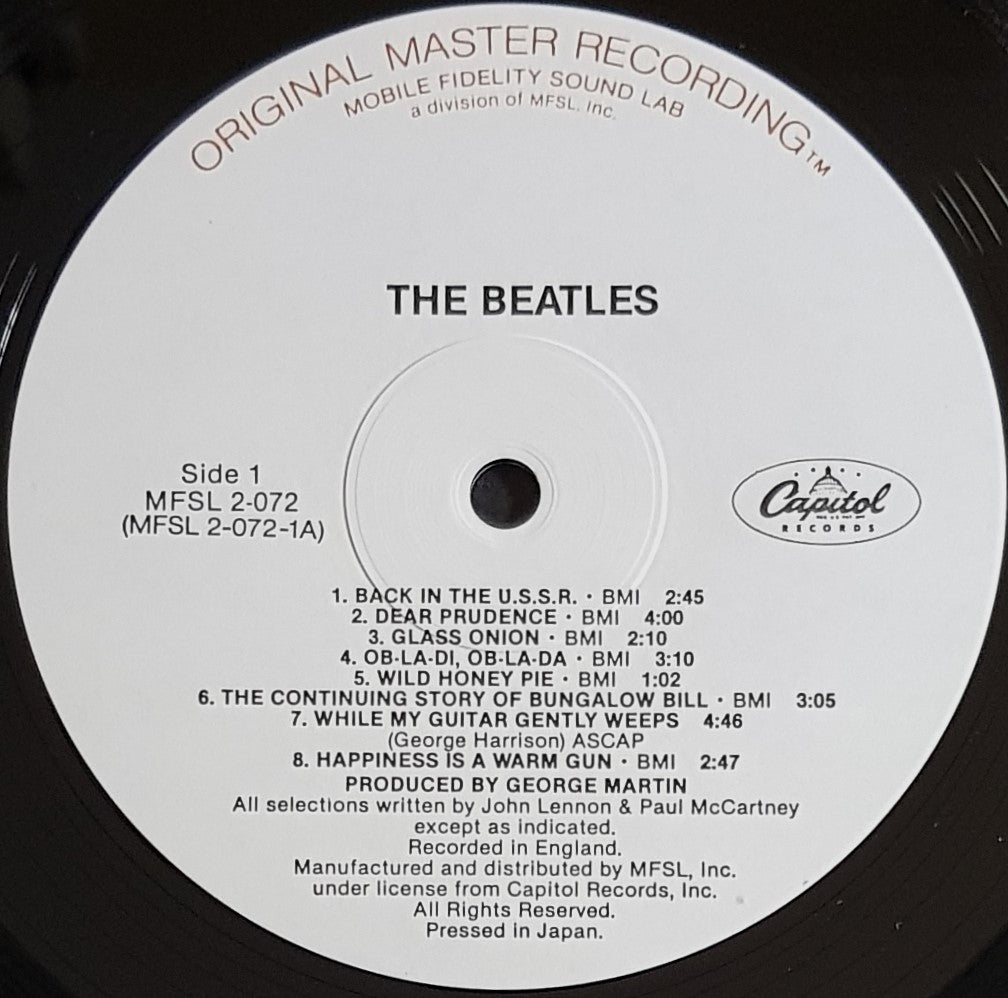 ORIGINAL MASTER RECORDING™
MOBILE FIDELITY SOUND LAB
a division of MFSL, Inc.
THE BEATLES
Side 1
MFSL 2-072
(MFSL 2-072-1A)
Capitol
RECORDS
1. BACK IN THE U.S.S.R. · BMI 2:45
2. DEAR PRUDENCE · BMI 4:00
3. GLASS ONION · BMI 2:10
4. OB-LA-DI, OB-LA-DA · BMI 3:10
5. WILD HONEY PIE · BMI 1:02
6. THE CONTINUING STORY OF BUNGALOW BILL · BMI 3:05
7. WHILE MY GUITAR GENTLY WEEPS 4:46
(George Harrison) ASCAP
8. HAPPINESS IS A WARM GUN · BMI 2:47
PRODUCED BY GEORGE MARTIN
All selections written by John Lennon & Paul McCartney
except as indicated.
Recorded in England.
Manufactured and distributed by MFSL, Inc.
under license from Capitol Records, Inc.
All Rights Reserved.
Pressed in Japan.